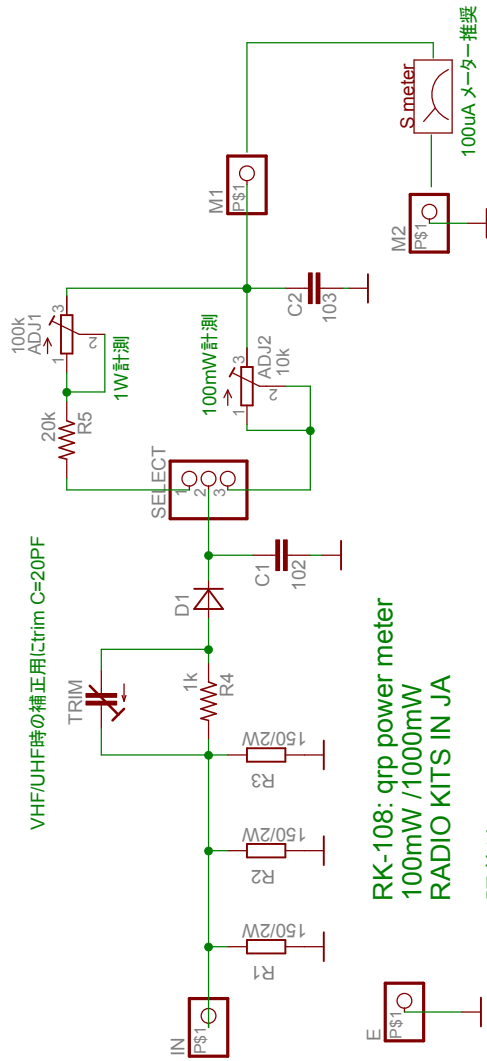 VHF/UHF時の補正用にtrim C=20PF
TRIM
1k
R4
D1
C1
102
SELECT
1
2
3
20k
R5
100k
ADJ1
1
3
2
1W計測
100mW計測
ADJ2
10k
1
3
2
C2
103
M1
P$1
M2
P$1
S meter
100uA メーター推奨
IN
P$1
R1
150/2W
R2
150/2W
R3
150/2W
E
P$1
RK-108: qrp power meter
100mW /1000mW
RADIO KITS IN JA